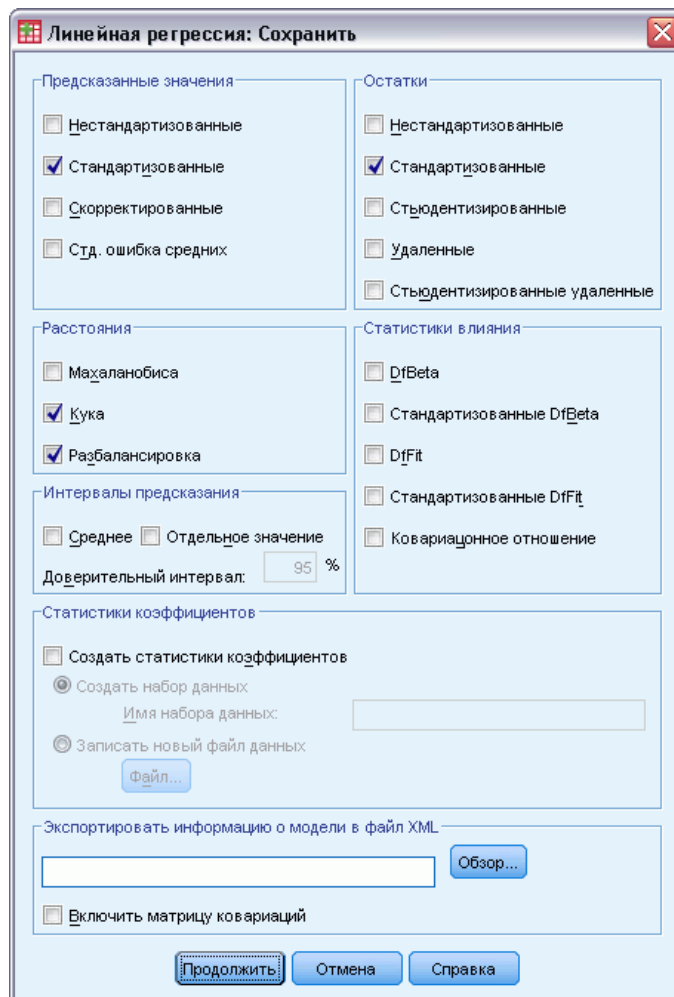 Линейная регрессия: Сохранить
Предсказанные значения
Нестандартизованные
Стандартизованные
Скорректированные
Стд. ошибка средних
Остатки
Нестандартизованные
Стандартизованные
Стьюдентизированные
Удаленные
Стьюдентизированные удаленные
Расстояния
Махаланобиса
Кука
Разбалансировка
Статистики влияния
DfBeta
Стандартизованные DfBeta
DfFit
Стандартизованные DfFit
Ковариацонное отношение
Интервалы предсказания
Среднее Отдельное значение
Доверительный интервал: 95 %
Статистики коэффициентов
Создать статистики коэффициентов
Создать набор данных
Имя набора данных:
Записать новый файл данных
Файл...
Экспортировать информацию о модели в файл XML
Обзор...
Включить матрицу ковариаций
Продолжить Отмена Справка